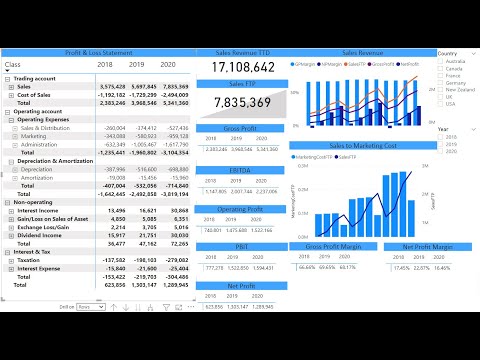 Profit & Loss Statement
Class 2018 2019 2020
Trading account
Sales 3,575,428 5,697,845 7,835,369
Cost of Sales -1,192,182 -1,729,300 -2,494,009
Total 2,383,246 3,968,546 5,341,360
Operating account
Operating Expenses
Sales & Distribution -260,004 -374,412 -527,436
Marketing -343,088 -580,923 -959,128
Administration -632,349 -1,005,467 -1,617,790
Total -1,235,441 -1,960,802 -3,104,354
Depreciation & Amortization
Depreciation -387,996 -516,600 -698,850
Amortization -19,008 -15,456 -15,960
Total -407,004 -532,056 -714,840
Total -1,642,445 -2,492,858 -3,819,194
Non-operating
Interest Income 13,496 16,621 30,868
Gain/Loss on Sales of Asset 4,850 5,071 6,610
Exchange Loss/Gain 2,214 3,705 5,016
Dividend Income 15,917 21,751 30,030
Total 36,477 47,162 72,265
Interest & Tax
Taxation -137,582 -198,103 -279,082
Interest Expense -15,840 -21,600 -25,404
Total -153,422 -219,703 -304,486
Total 623,856 1,303,147 1,289,945
Drill on Rows
Sales Revenue TTD
17,108,642
Sales FTP
7,835,369
Gross Profit
2018 2019 2020
2,383,246 3,968,546 5,341,360
EBITDA
2018 2019 2020
1,147,805 2,007,744 2,237,006
Operating Profit
2018 2019 2020
740,801 1,475,688 1,522,166
PBIT
2018 2019 2020
777,278 1,522,850 1,594,431
Net Profit
2018 2019 2020
623,856 1,303,147 1,289,945
Sales Revenue
GPMargin NPMargin SalesFTP GrossProfit NetProfit
Sales to Marketing Cost
MarketingCostFTP SalesFTP
MarketingCostFTP
SalesFTP
Gross Profit Margin
2018 2019 2020
66.66% 69.65% 68.17%
Net Profit Margin
2018 2019 2020
17.45% 22.87% 16.46%
Country
Australia
Canada
France
Germany
New Zealand
UK
USA
Year
2018
2019
2020